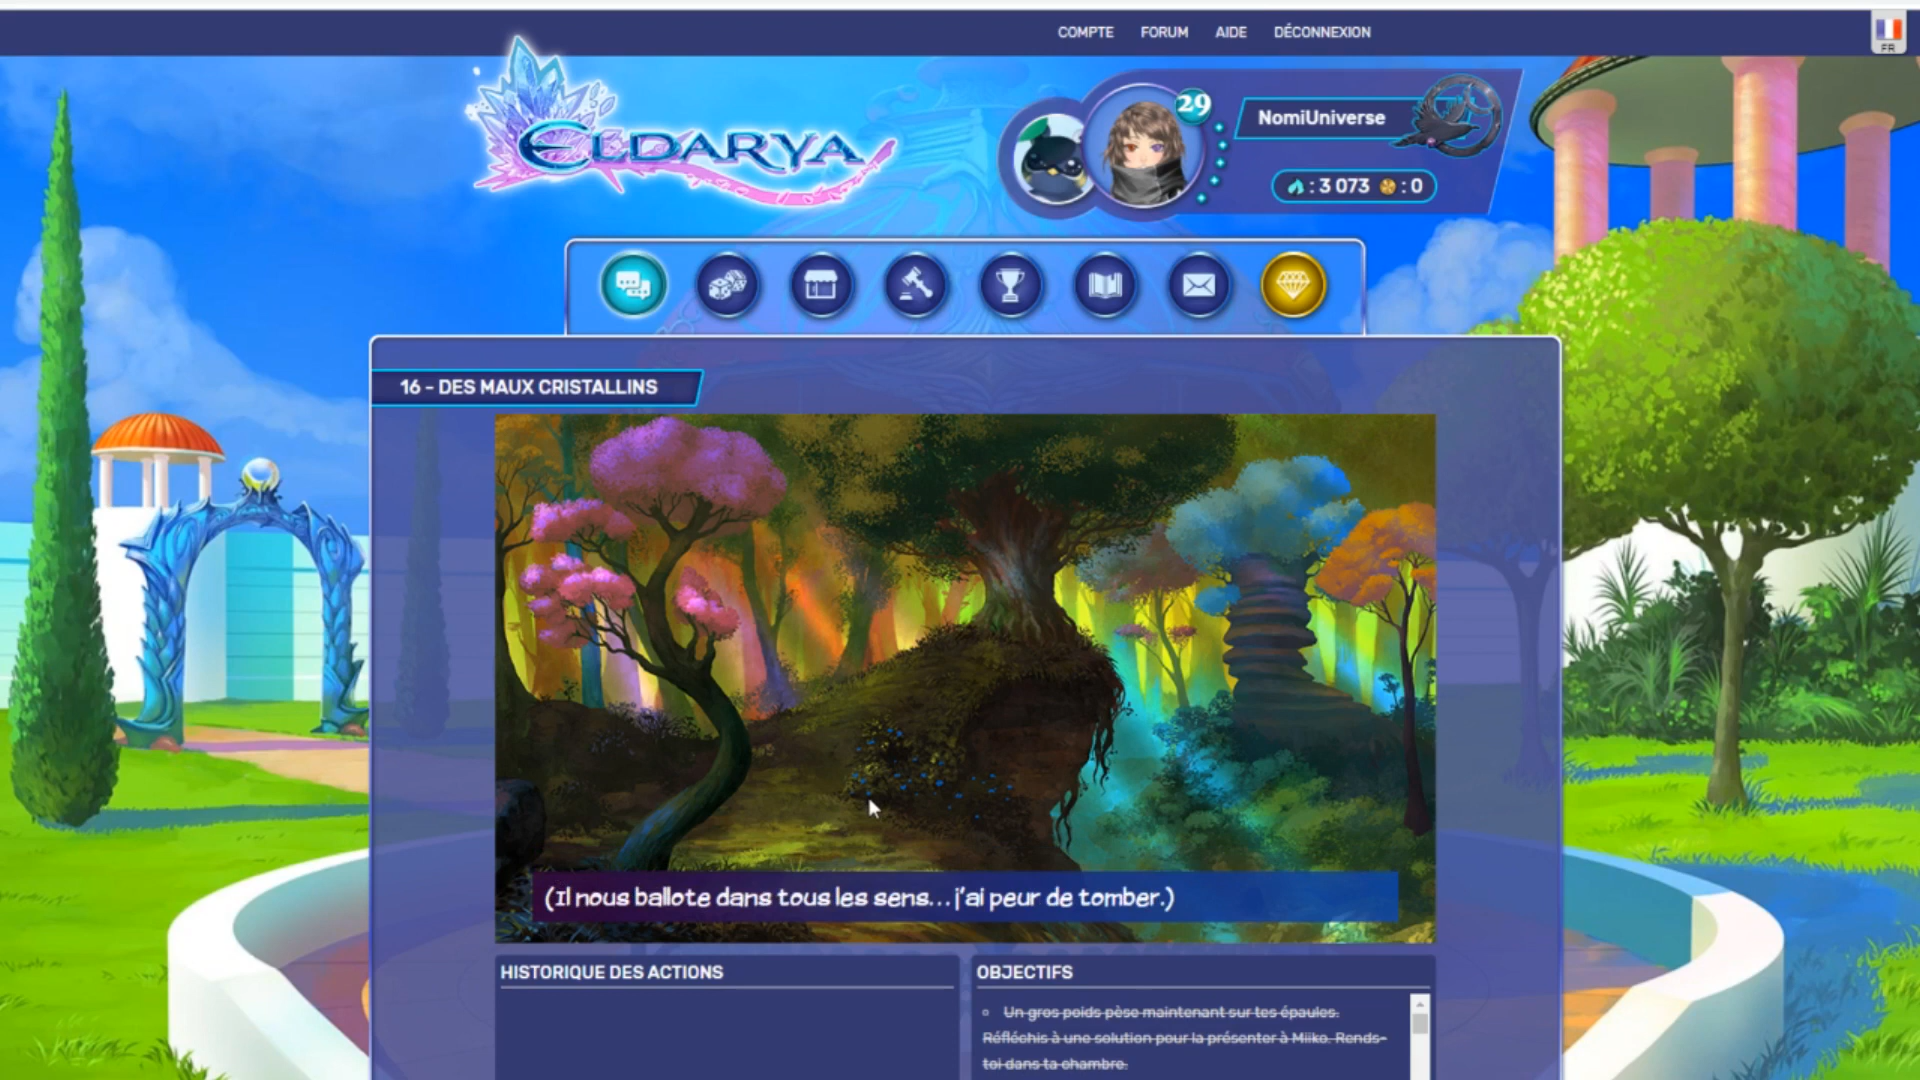 COMPTE FORUM AIDE DÉCONNEXION
FR
ELDARYA
29
NomiUniverse
: 3 073 : 0
16 - DES MAUX CRISTALLINS
(Il nous ballote dans tous les sens... j'ai peur de tomber.)
HISTORIQUE DES ACTIONS
OBJECTIFS
Un gros poids pèse maintenant sur tes épaules.
Réfléchis à une solution pour la présenter à Miiko. Rends-
toi dans ta chambre.